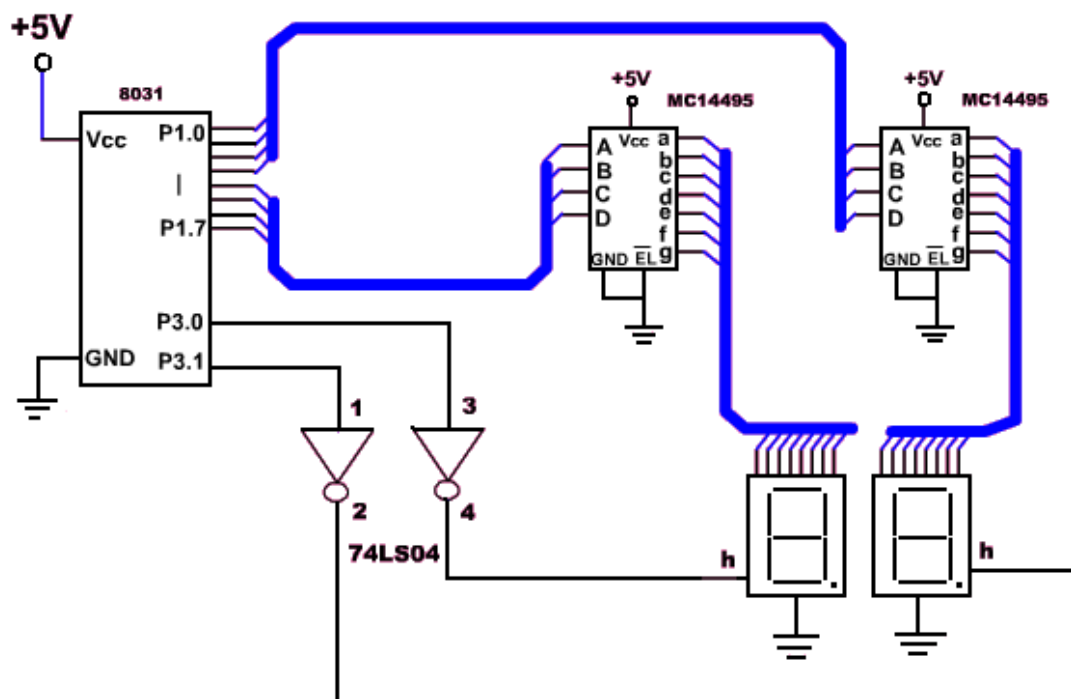 +5V
8031
Vcc
P1.0
|
P1.7
P3.0
GND
P3.1
+5V
MC14495
Vcc
A
B
C
D
a
b
c
d
e
f
g
GND
EL
+5V
MC14495
Vcc
A
B
C
D
a
b
c
d
e
f
g
GND
EL
1
3
2
4
74LS04
h
h